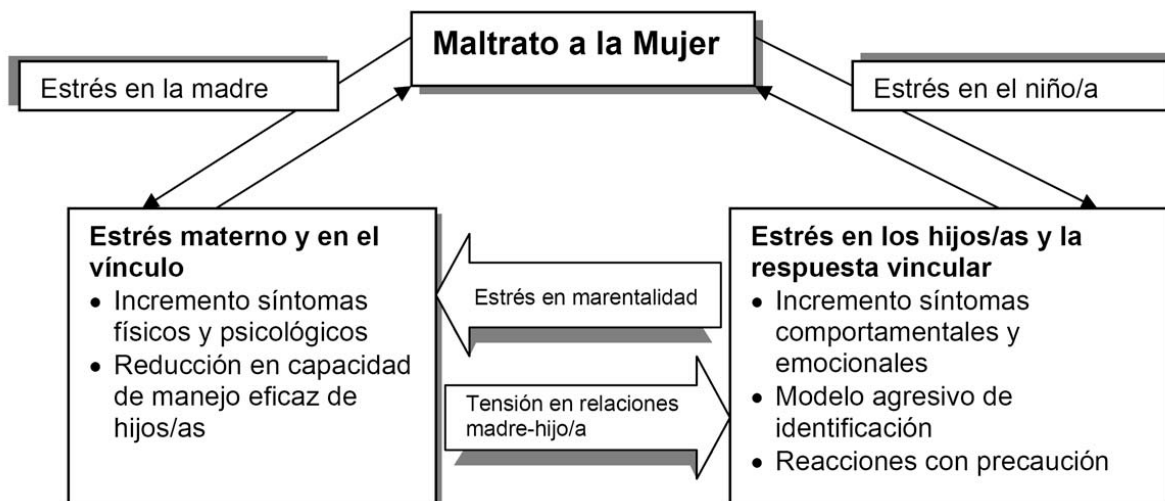 Maltrato a la Mujer
Estrés en la madre
Estrés en el niño/a
Estrés materno y en el
vínculo
• Incremento síntomas
físicos y psicológicos
• Reducción en capacidad
de manejo eficaz de
hijos/as
Estrés en marentalidad
Tensión en relaciones
madre-hijo/a
Estrés en los hijos/as y la
respuesta vincular
• Incremento síntomas
comportamentales y
emocionales
• Modelo agresivo de
identificación
• Reacciones con precaución